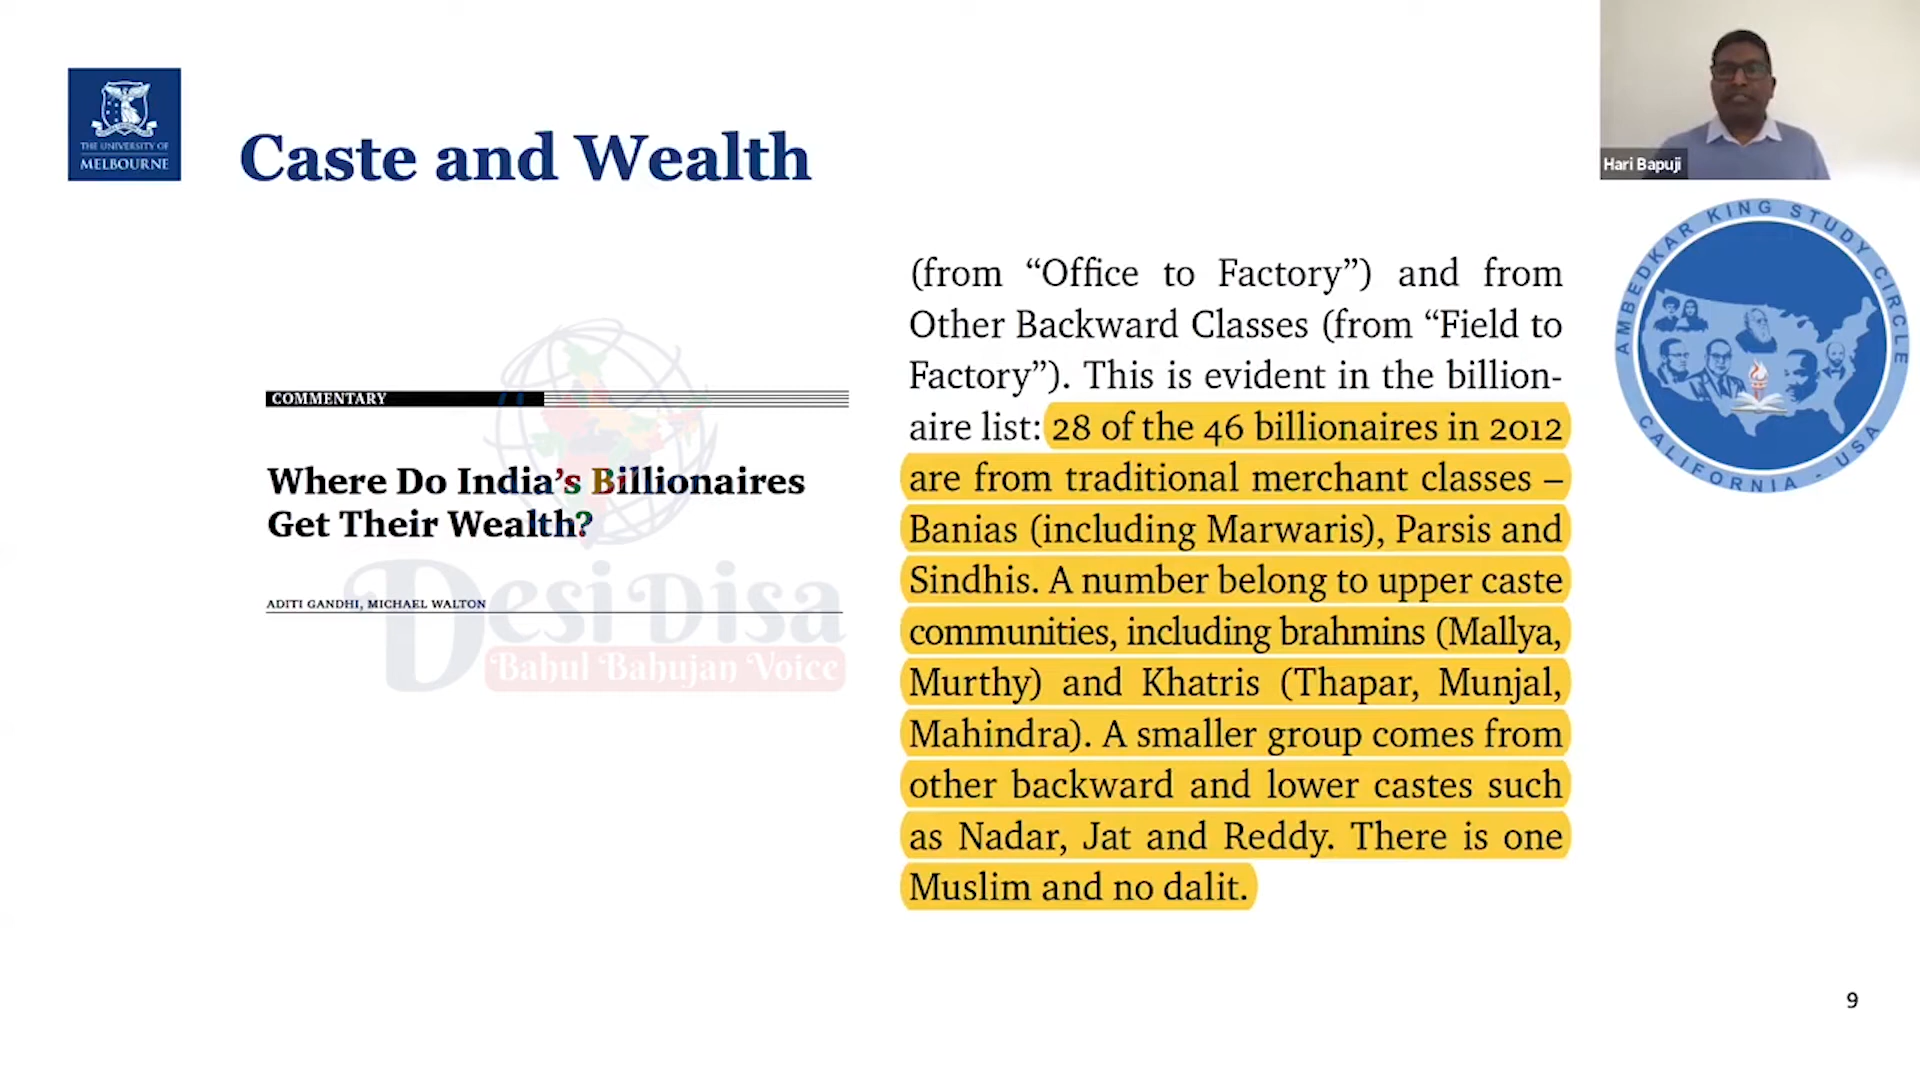 THE UNIVERSITY OF
MELBOURNE
Caste and Wealth
Hari Bapuji
AMBEDKAR KING STUDY CIRCLE
CALIFORNIA - USA
COMMENTARY
Where Do India’s Billionaires
Get Their Wealth?
ADITI GANDHI, MICHAEL WALTON
Desi Disa
Bahul Bahujan Voice
(from “Office to Factory”) and from
Other Backward Classes (from “Field to
Factory”). This is evident in the billion-
aire list: 28 of the 46 billionaires in 2012
are from traditional merchant classes –
Banias (including Marwaris), Parsis and
Sindhis. A number belong to upper caste
communities, including brahmins (Mallya,
Murthy) and Khatris (Thapar, Munjal,
Mahindra). A smaller group comes from
other backward and lower castes such
as Nadar, Jat and Reddy. There is one
Muslim and no dalit.
9